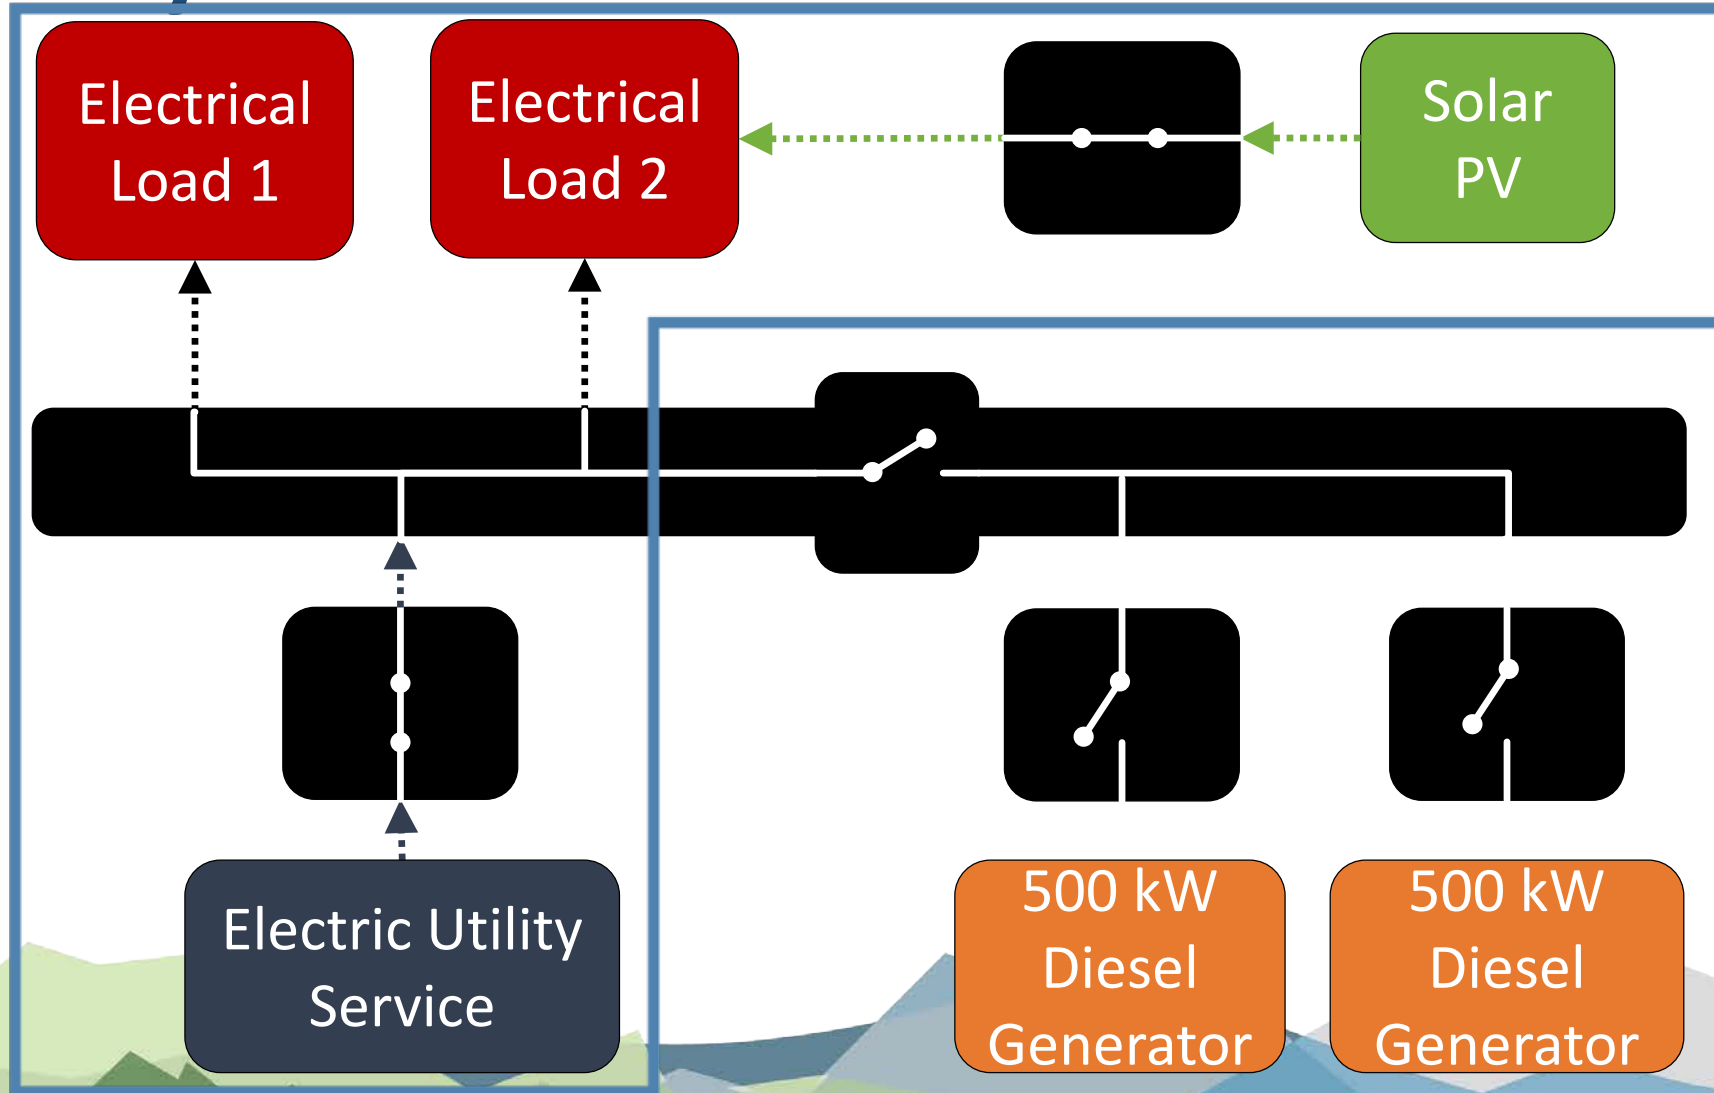 Electrical
Load 1
Electrical
Load 2
Solar
PV
Electric Utility
Service
500 kW
Diesel
Generator
500 kW
Diesel
Generator